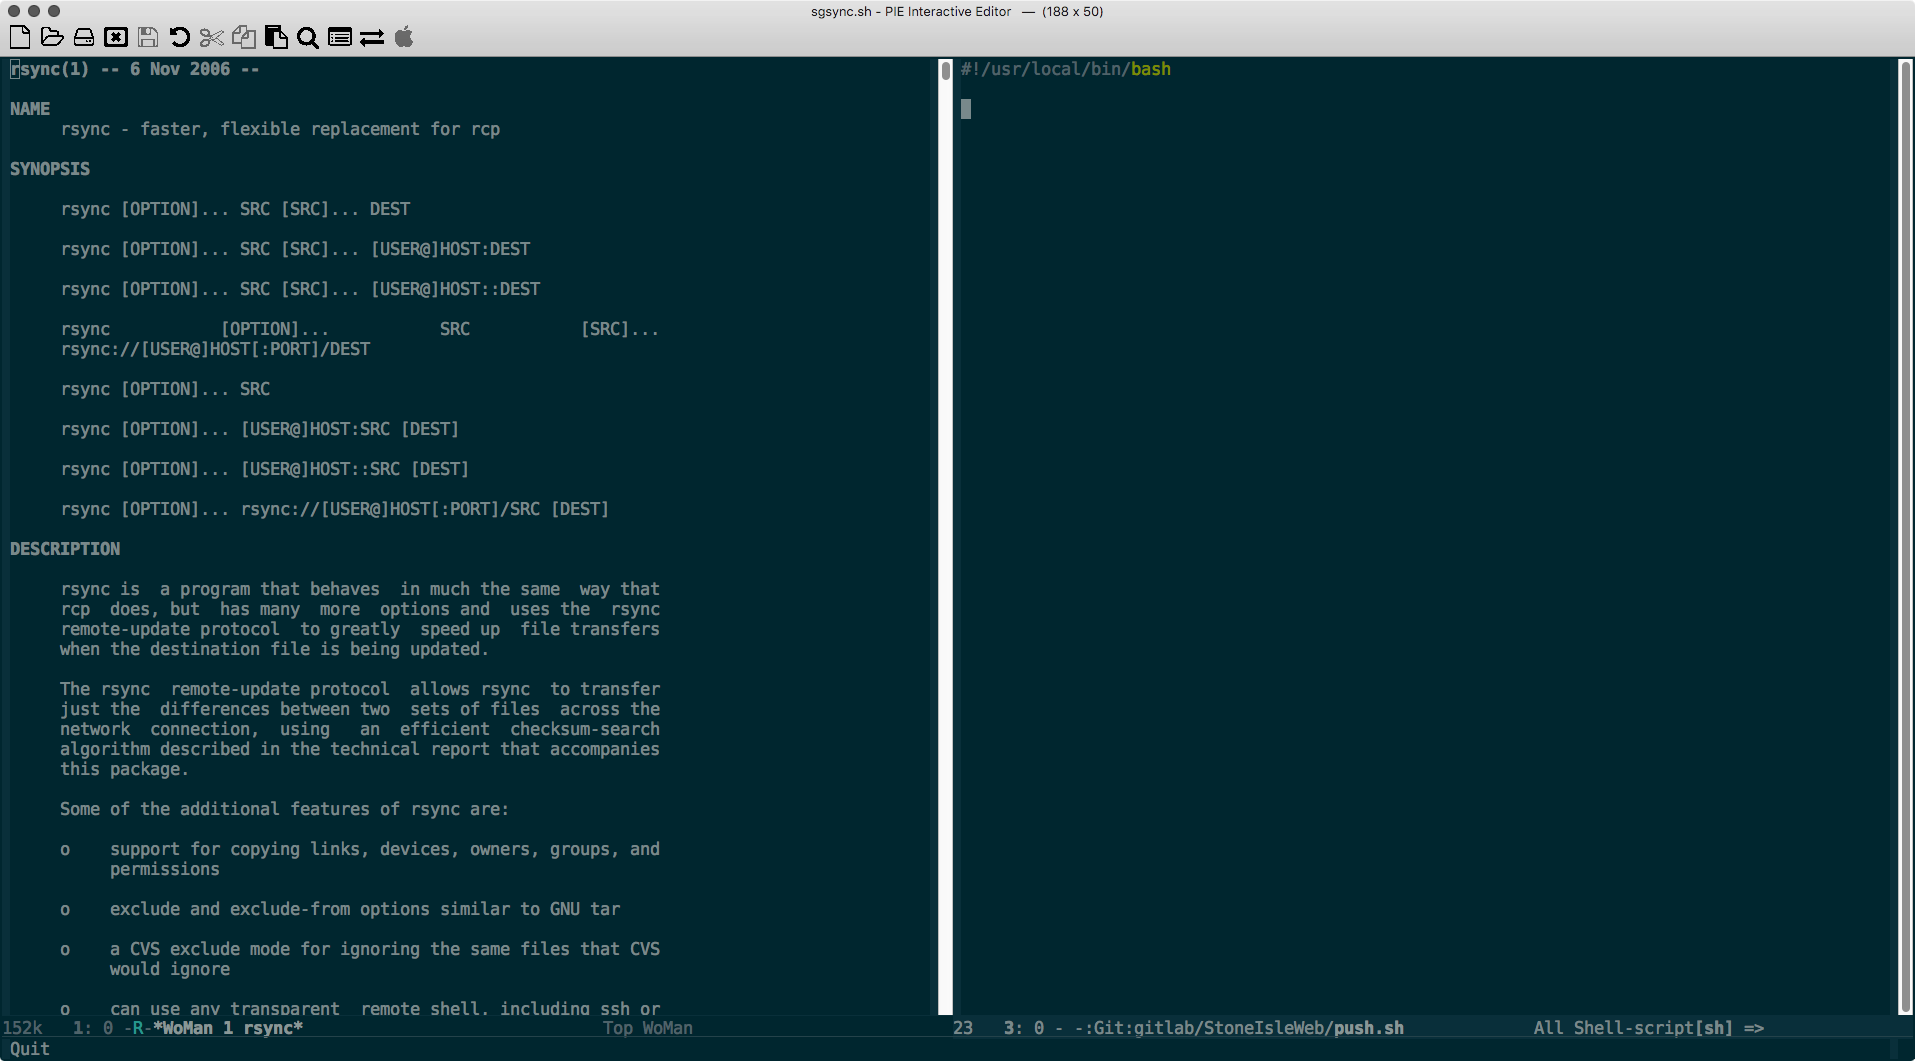 sgsync.sh - PIE Interactive Editor — (188 x 50)
rsync(1) -- 6 Nov 2006 --
NAME
rsync - faster, flexible replacement for rcp
SYNOPSIS
rsync [OPTION]... SRC [SRC]... DEST
rsync [OPTION]... SRC [SRC]... [USER@]HOST:DEST
rsync [OPTION]... SRC [SRC]... [USER@]HOST::DEST
rsync [OPTION]... SRC [SRC]...
rsync://[USER@]HOST[:PORT]/DEST
rsync [OPTION]... SRC
rsync [OPTION]... [USER@]HOST:SRC [DEST]
rsync [OPTION]... [USER@]HOST::SRC [DEST]
rsync [OPTION]... rsync://[USER@]HOST[:PORT]/SRC [DEST]
DESCRIPTION
rsync is a program that behaves in much the same way that
rcp does, but has many more options and uses the rsync
remote-update protocol to greatly speed up file transfers
when the destination file is being updated.
The rsync remote-update protocol allows rsync to transfer
just the differences between two sets of files across the
network connection, using an efficient checksum-search
algorithm described in the technical report that accompanies
this package.
Some of the additional features of rsync are:
o support for copying links, devices, owners, groups, and
permissions
o exclude and exclude-from options similar to GNU tar
o a CVS exclude mode for ignoring the same files that CVS
would ignore
o can use any transparent remote shell, including ssh or
152k 1: 0 -R-*WoMan 1 rsync* Top WoMan
#!/usr/local/bin/bash
23 3: 0 - -:Git:gitlab/StoneIsleWeb/push.sh All Shell-script[sh] =>
Quit